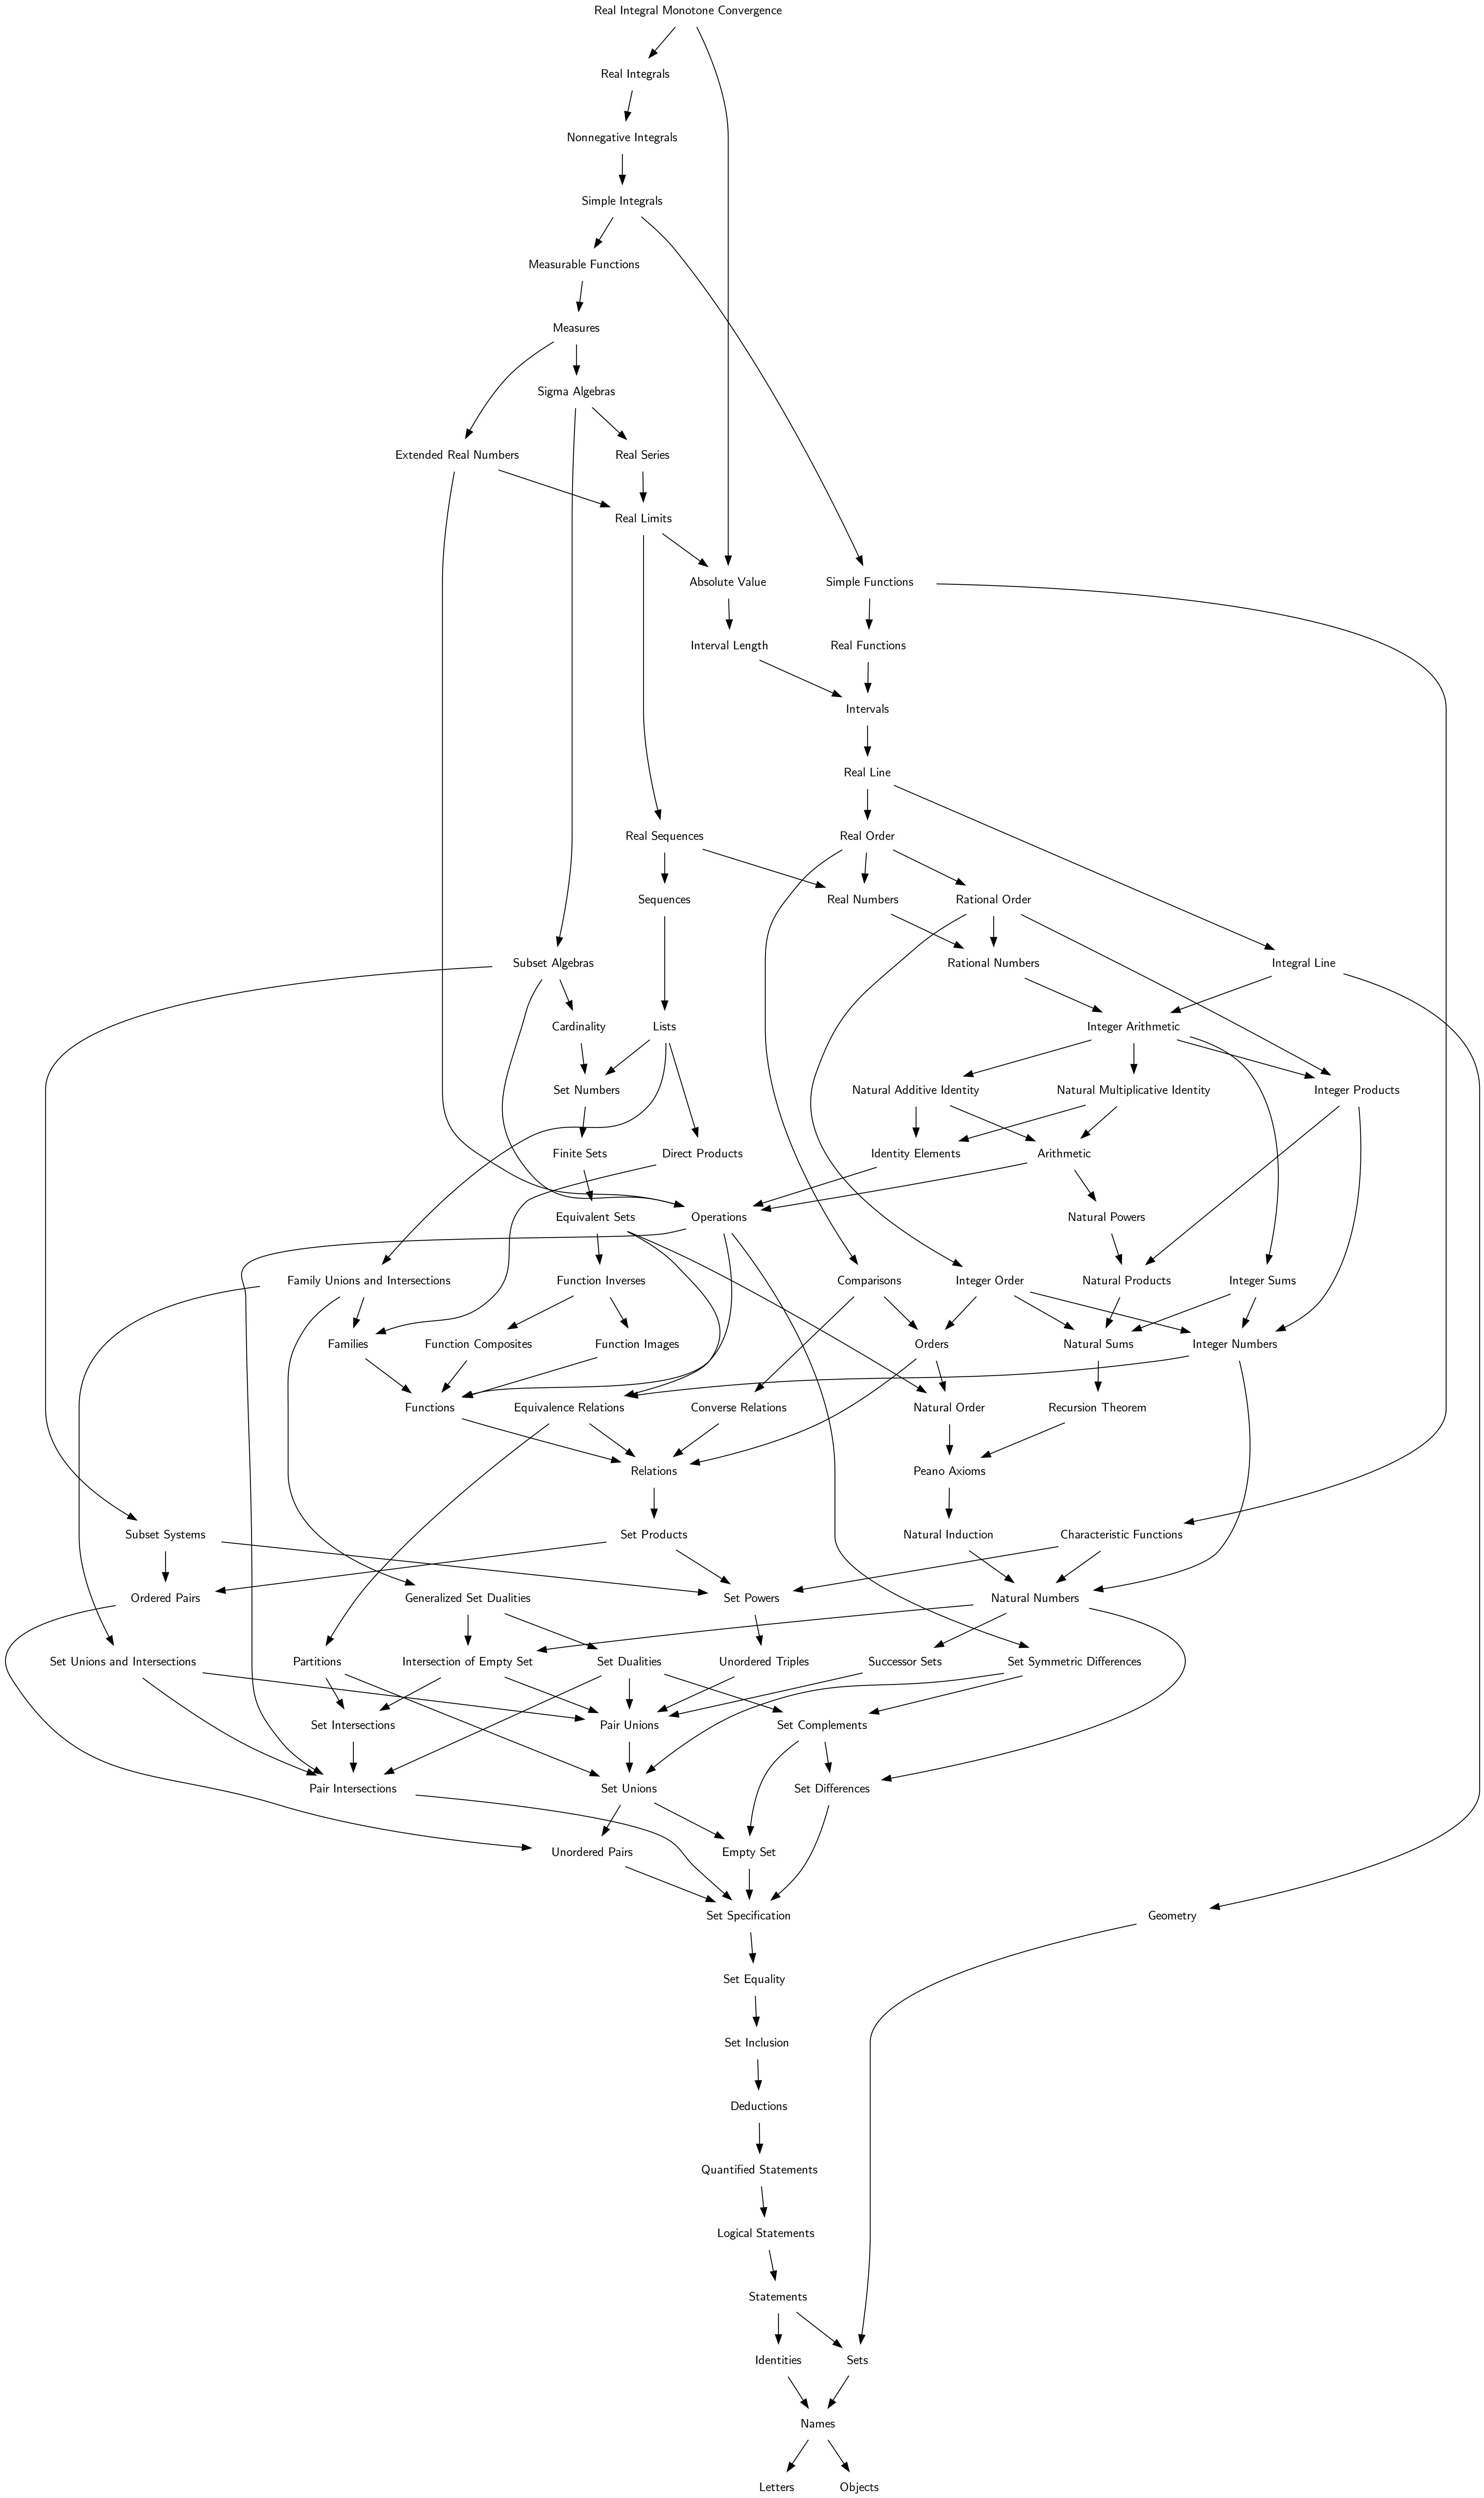 Real Integral Monotone Convergence
Real Integrals
Nonnegative Integrals
Simple Integrals
Measurable Functions
Measures
Sigma Algebras
Extended Real Numbers
Real Series
Real Limits
Absolute Value
Simple Functions
Interval Length
Real Functions
Intervals
Real Line
Real Sequences
Real Order
Sequences
Real Numbers
Rational Order
Subset Algebras
Rational Numbers
Integral Line
Cardinality
Lists
Integer Arithmetic
Set Numbers
Natural Additive Identity
Natural Multiplicative Identity
Integer Products
Finite Sets
Direct Products
Identity Elements
Arithmetic
Equivalent Sets
Operations
Natural Powers
Family Unions and Intersections
Function Inverses
Comparisons
Integer Order
Natural Products
Integer Sums
Families
Function Composites
Function Images
Orders
Natural Sums
Integer Numbers
Functions
Equivalence Relations
Converse Relations
Natural Order
Recursion Theorem
Relations
Peano Axioms
Subset Systems
Set Products
Natural Induction
Characteristic Functions
Ordered Pairs
Generalized Set Dualities
Set Powers
Natural Numbers
Set Unions and Intersections
Partitions
Intersection of Empty Set
Set Dualities
Unordered Triples
Successor Sets
Set Symmetric Differences
Set Intersections
Pair Unions
Set Complements
Pair Intersections
Set Unions
Set Differences
Unordered Pairs
Empty Set
Set Specification
Geometry
Set Equality
Set Inclusion
Deductions
Quantified Statements
Logical Statements
Statements
Identities
Sets
Names
Letters
Objects